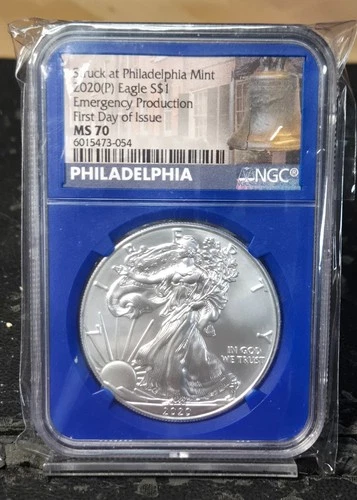 Struck at Philadelphia Mint
2020(P) Eagle S$1
Emergency Production
First Day of Issue
MS 70
6015473-054
PHILADELPHIA
NGC®
LIBERTY
IN GOD
WE TRUST
2020